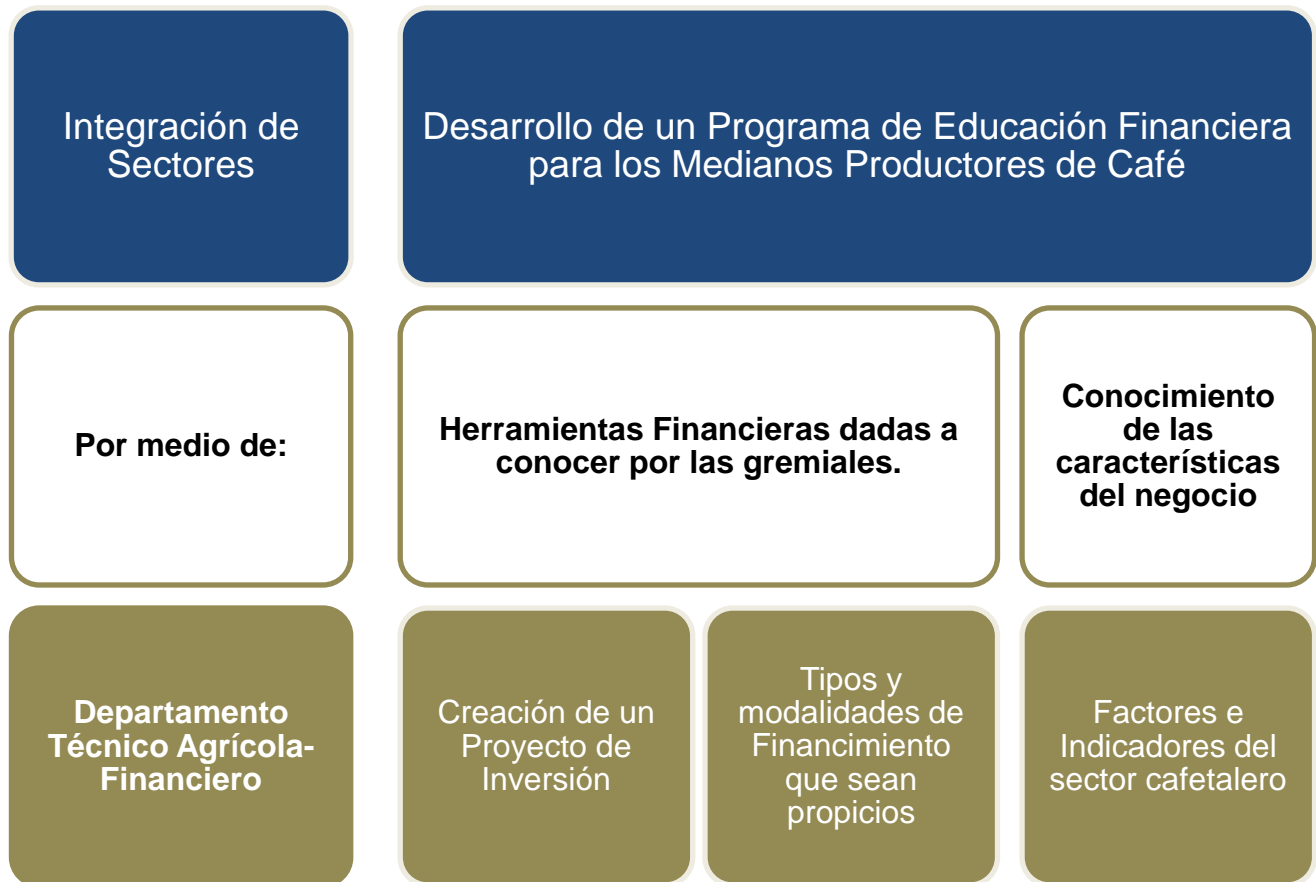 Integración de
Sectores
Desarrollo de un Programa de Educación Financiera
para los Medianos Productores de Café
Por medio de:
Herramientas Financieras dadas a
conocer por las gremiales.
Conocimiento
de las
características
del negocio
Departamento
Técnico Agrícola-
Financiero
Creación de un
Proyecto de
Inversión
Tipos y
modalidades de
Financimiento
que sean
propicios
Factores e
Indicadores del
sector cafetalero